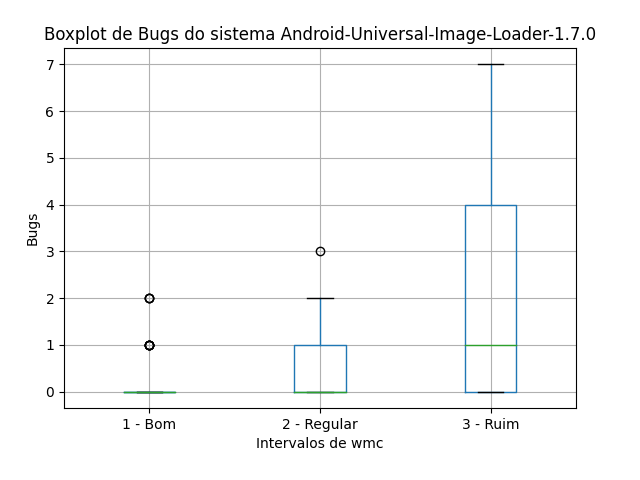 Boxplot de Bugs do sistema Android-Universal-Image-Loader-1.7.0
7
6
5
4
3
2
1
0
Bugs
1 - Bom
2 - Regular
3 - Ruim
Intervalos de wmc